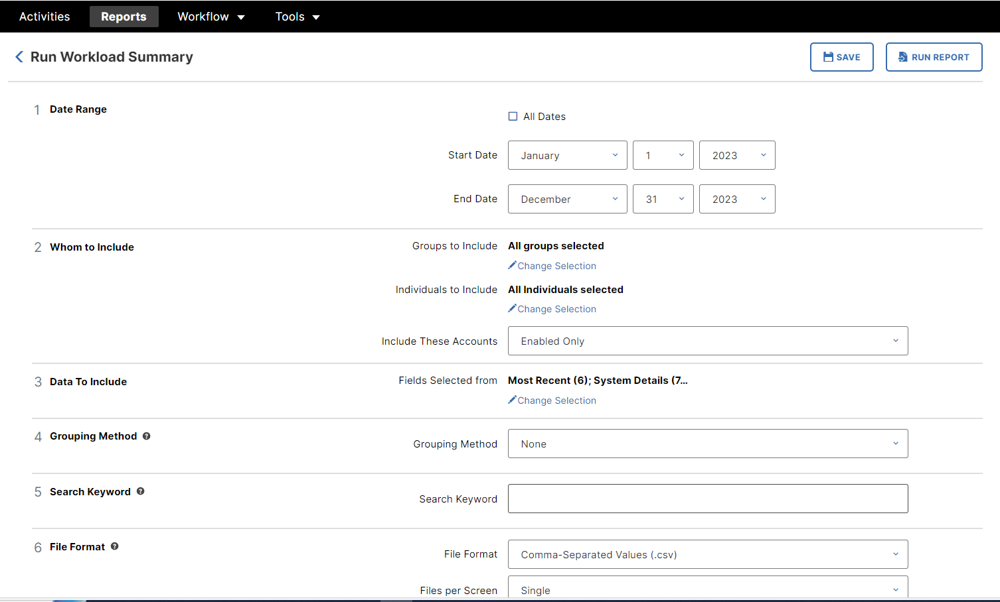 Activities Reports Workflow Tools
Run Workload Summary SAVE RUN REPORT
1 Date Range
All Dates
Start Date January 1 2023
End Date December 31 2023
2 Whom to Include
Groups to Include All groups selected
Change Selection
Individuals to Include All Individuals selected
Change Selection
Include These Accounts Enabled Only
3 Data To Include
Fields Selected from Most Recent (6); System Details (7...
Change Selection
4 Grouping Method ?
Grouping Method None
5 Search Keyword ?
Search Keyword
6 File Format ?
File Format Comma-Separated Values (.csv)
Files per Screen Single